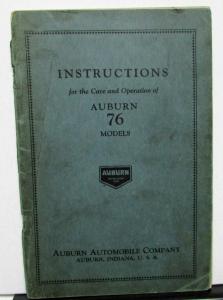 INSTRUCTIONS
for the Care and Operation of
AUBURN
76
MODELS
AUBURN
AUBURN AUTOMOBILE COMPANY
AUBURN, INDIANA, U. S. A.